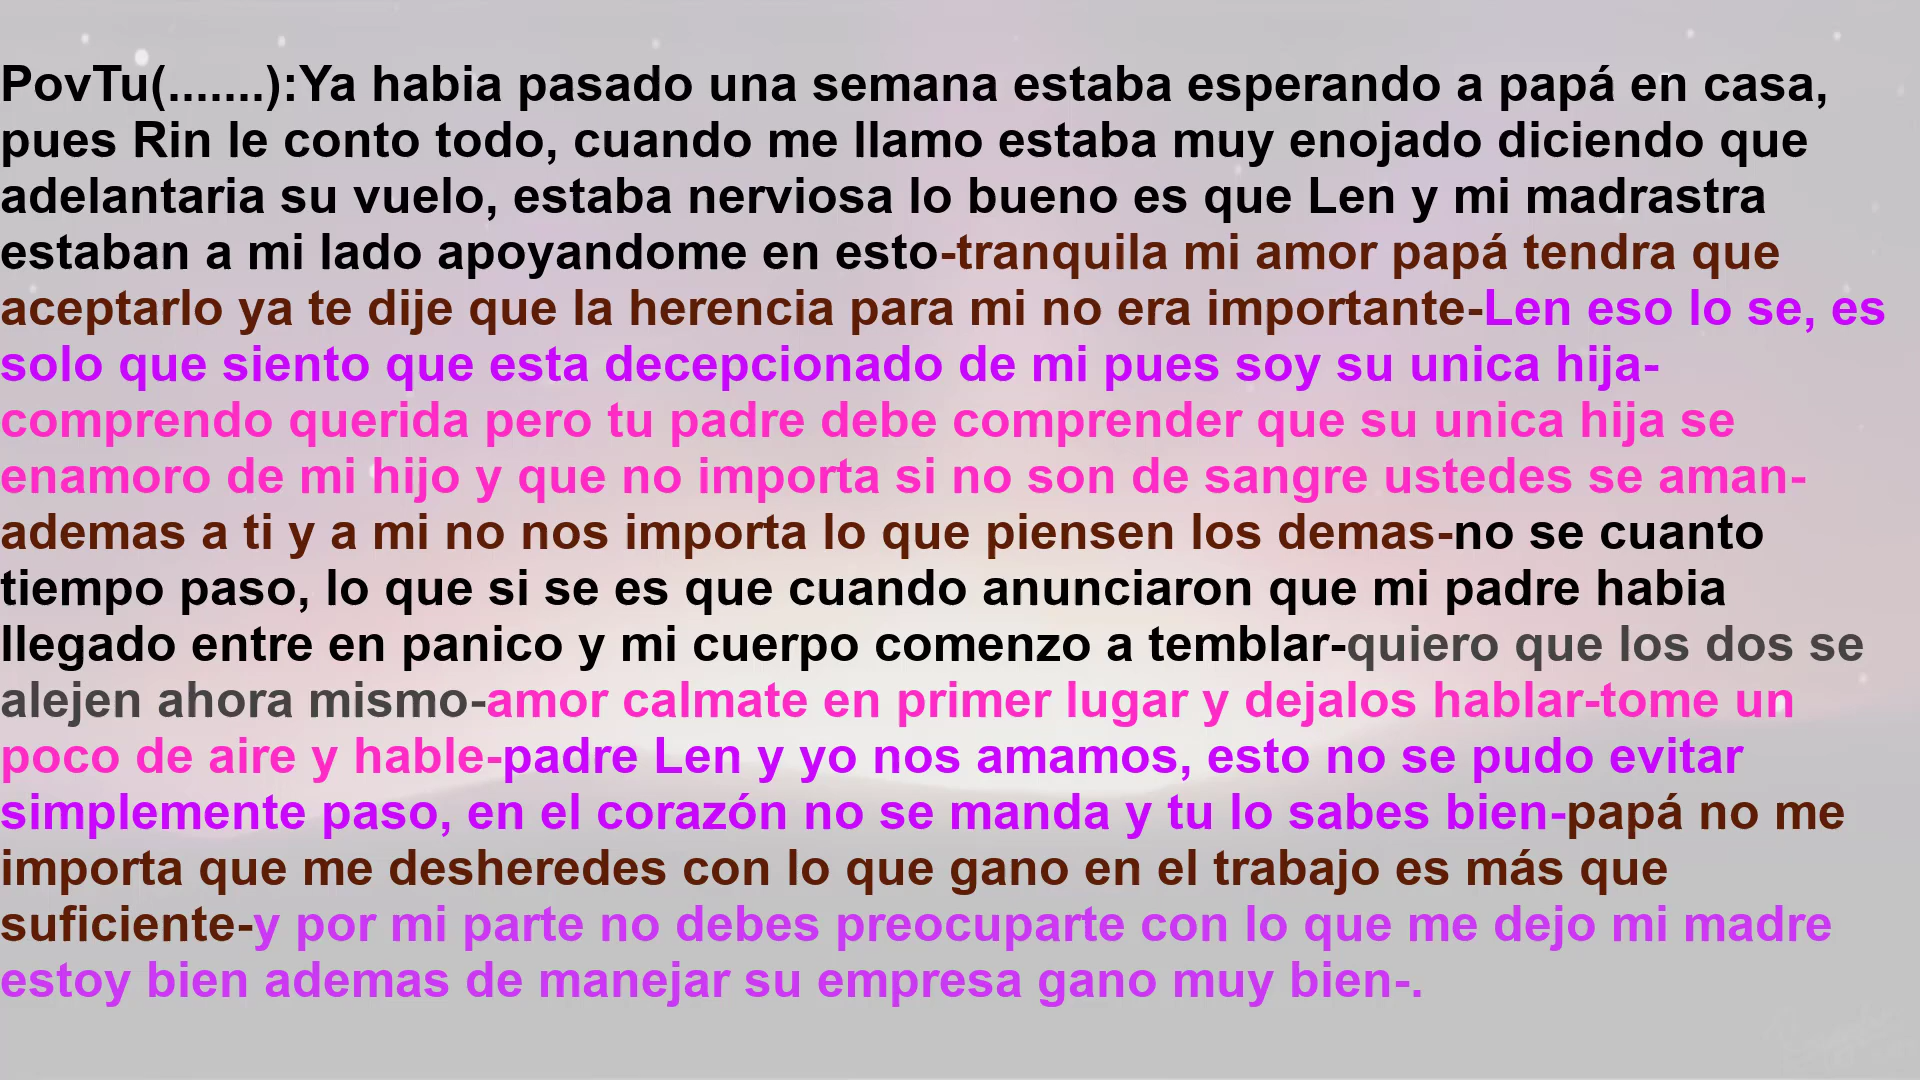 PovTu(.......):Ya habia pasado una semana estaba esperando a papá en casa,
pues Rin le conto todo, cuando me llamo estaba muy enojado diciendo que
adelantaria su vuelo, estaba nerviosa lo bueno es que Len y mi madrastra
estaban a mi lado apoyandome en esto-tranquila mi amor papá tendra que
aceptarlo ya te dije que la herencia para mi no era importante-Len eso lo se, es
solo que siento que esta decepcionado de mi pues soy su unica hija-
comprendo querida pero tu padre debe comprender que su unica hija se
enamoro de mi hijo y que no importa si no son de sangre ustedes se aman-
ademas a ti y a mi no nos importa lo que piensen los demas-no se cuanto
tiempo paso, lo que si se es que cuando anunciaron que mi padre habia
llegado entre en panico y mi cuerpo comenzo a temblar-quiero que los dos se
alejen ahora mismo-amor calmate en primer lugar y dejalos hablar-tome un
poco de aire y hable-padre Len y yo nos amamos, esto no se pudo evitar
simplemente paso, en el corazón no se manda y tu lo sabes bien-papá no me
importa que me desheredes con lo que gano en el trabajo es más que
suficiente-y por mi parte no debes preocuparte con lo que me dejo mi madre
estoy bien ademas de manejar su empresa gano muy bien-.